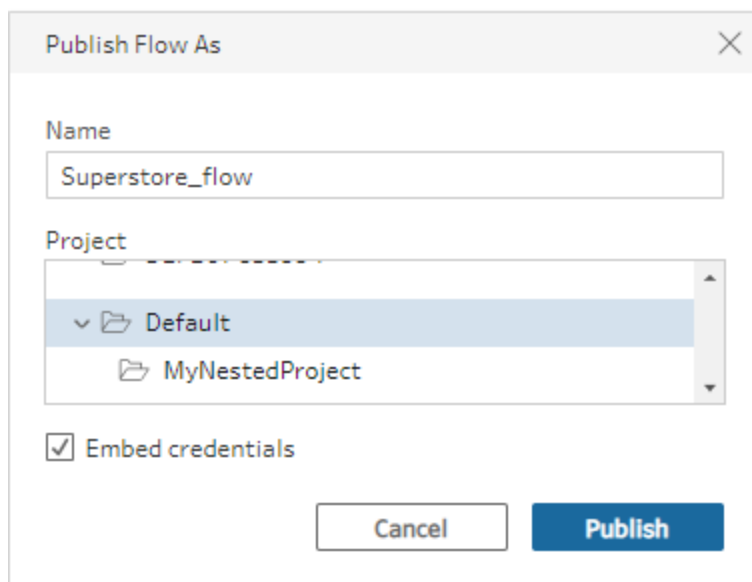 Publish Flow As
Name
Superstore_flow
Project
Default
MyNestedProject
Embed credentials
Cancel
Publish